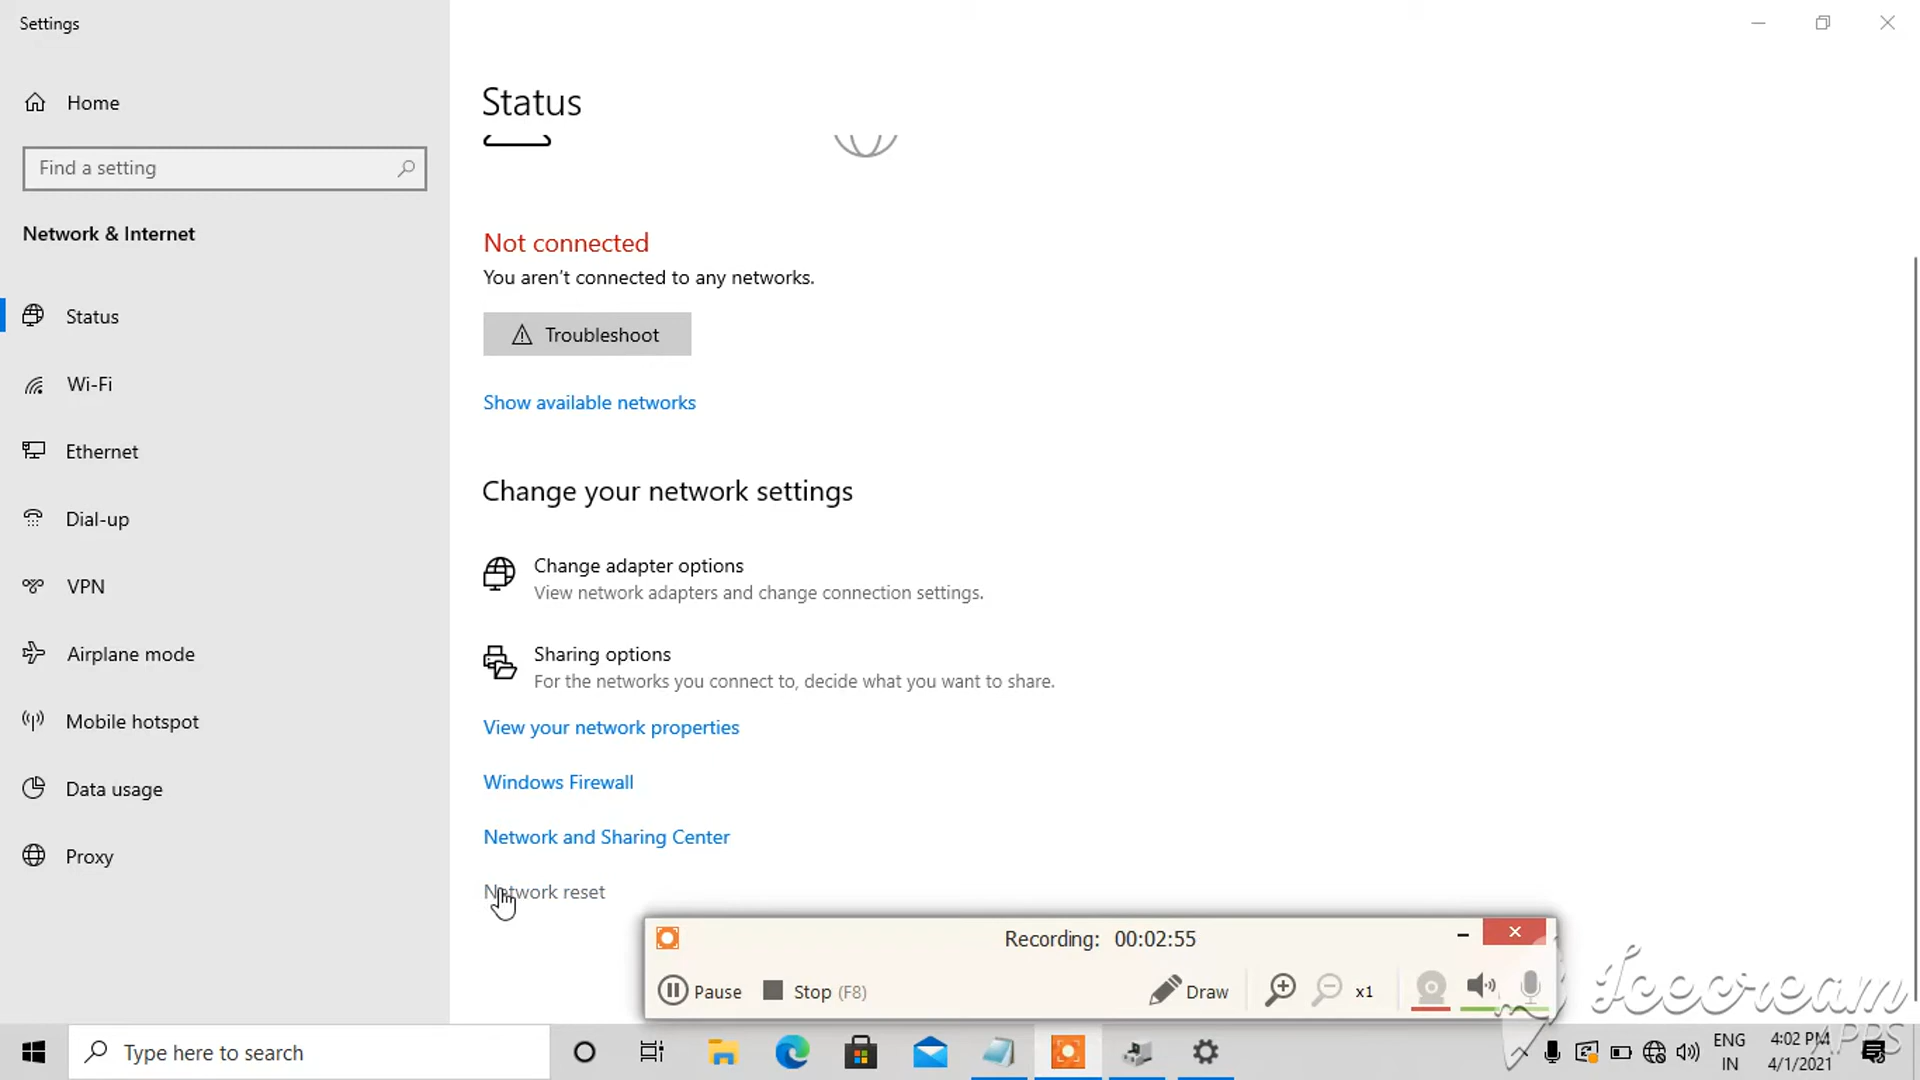 Settings
Home
Find a setting
Network & Internet
Status
Wi-Fi
Ethernet
Dial-up
VPN
Airplane mode
Mobile hotspot
Data usage
Proxy
Status
Not connected
You aren't connected to any networks.
Troubleshoot
Show available networks
Change your network settings
Change adapter options
View network adapters and change connection settings.
Sharing options
For the networks you connect to, decide what you want to share.
View your network properties
Windows Firewall
Network and Sharing Center
Network reset
Recording: 00:02:55
Pause
Stop (F8)
Draw
x1
Icecream
APPS
Type here to search
ENG
IN
4:02 PM
4/1/2021